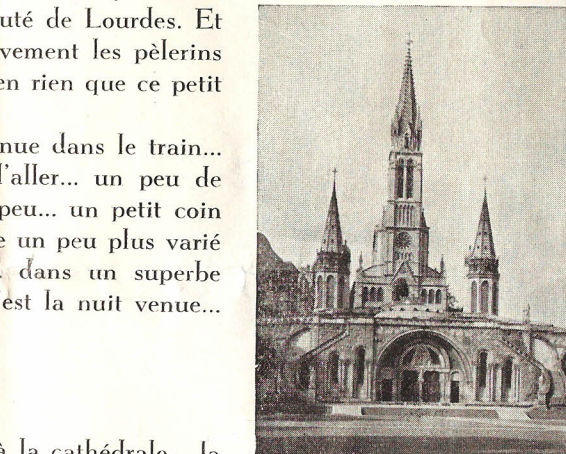 uté de Lourdes. Et
vement les pèlerins
en rien que ce petit
nue dans le train...
l'aller... un peu de
peu... un petit coin
e un peu plus varié
. dans un superbe
est la nuit venue...
à la cathédrale... la